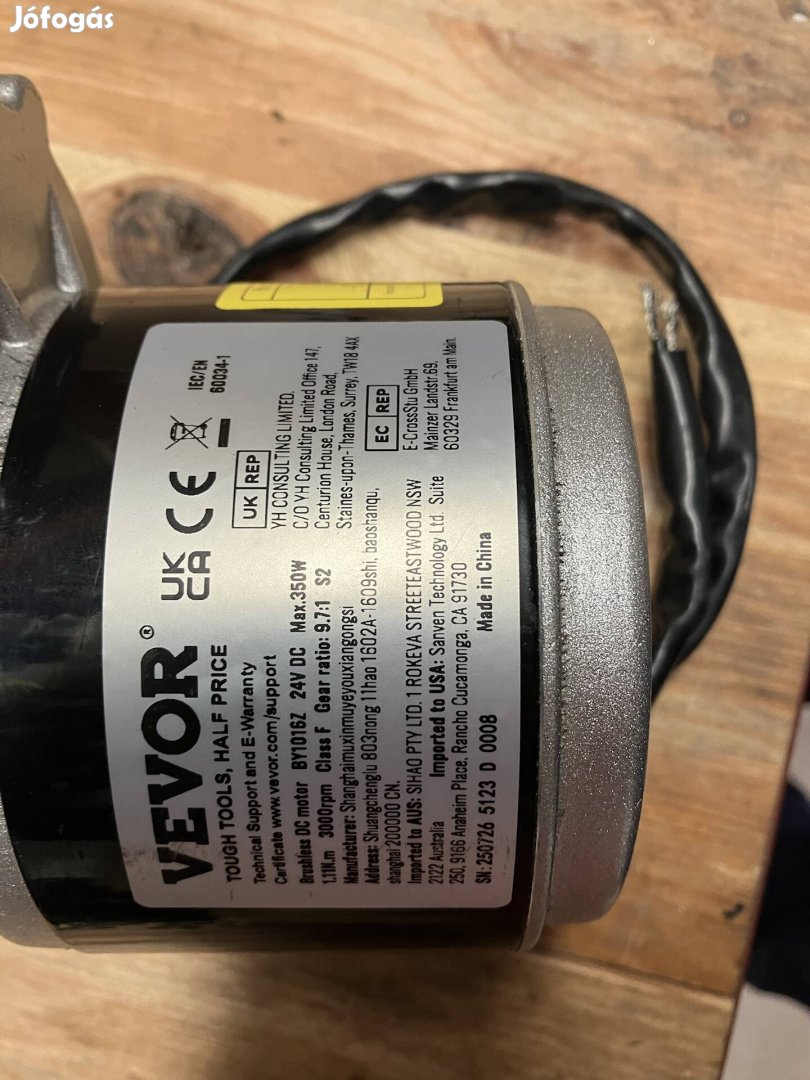 Jófogás
VEVOR®
TOUGH TOOLS, HALF PRICE
Technical Support and E-Warranty
Certificate www.vevor.com/support
Brushless DC motor BY1016Z 24V DC Max.350W
1.11N.m 3000rpm Class F Gear ratio: 9.7:1 S2
Manufacturer: Shanghaimuxinmuyeyouxiangongsi
Address: Shuangchenglu 803nong 11hao 1602A-1609shi, baoshanqu,
shanghai 200000 CN.
Imported to AUS: SIHAO PTY LTD. 1 ROKEVA STREETEASTWOOD NSW
2122 Australia
Imported to USA: Sanven Technology Ltd. Suite
250, 9166 Anaheim Place, Rancho Cucamonga, CA 91730
SN: 250726 5123 D 0008
Made in China
UK
CA
CE
IEC/EN
60034-1
UK REP
YH CONSULTING LIMITED.
C/O YH Consulting Limited Office 147,
Centurion House, London Road,
Staines-upon-Thames, Surrey, TW18 4AX
EC REP
E-CrossStu GmbH
Mainzer Landstr.69.
60329 Frankfurt am Main.